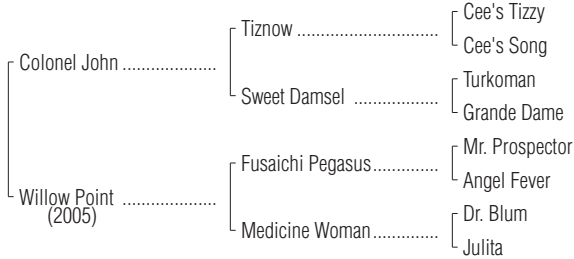 Cee's Tizzy
Tiznow ..................................
Cee's Song
Colonel John ....................
Turkoman
Sweet Damsel ....................
Grande Dame
Mr. Prospector
Fusaichi Pegasus...............
Angel Fever
Willow Point ....................
(2005)
Dr. Blum
Medicine Woman...............
Julita